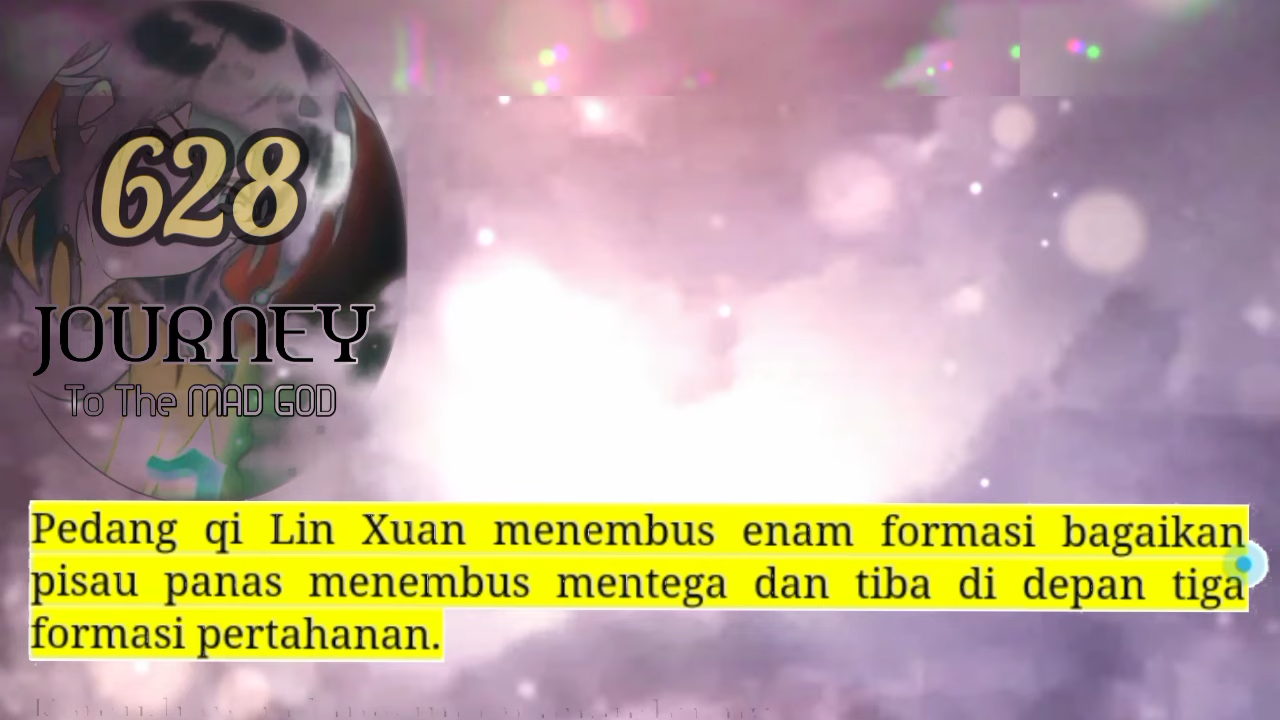 628
JOURNEY
To The MAD GOD
Pedang qi Lin Xuan menembus enam formasi bagaikan
pisau panas menembus mentega dan tiba di depan tiga
formasi pertahanan.